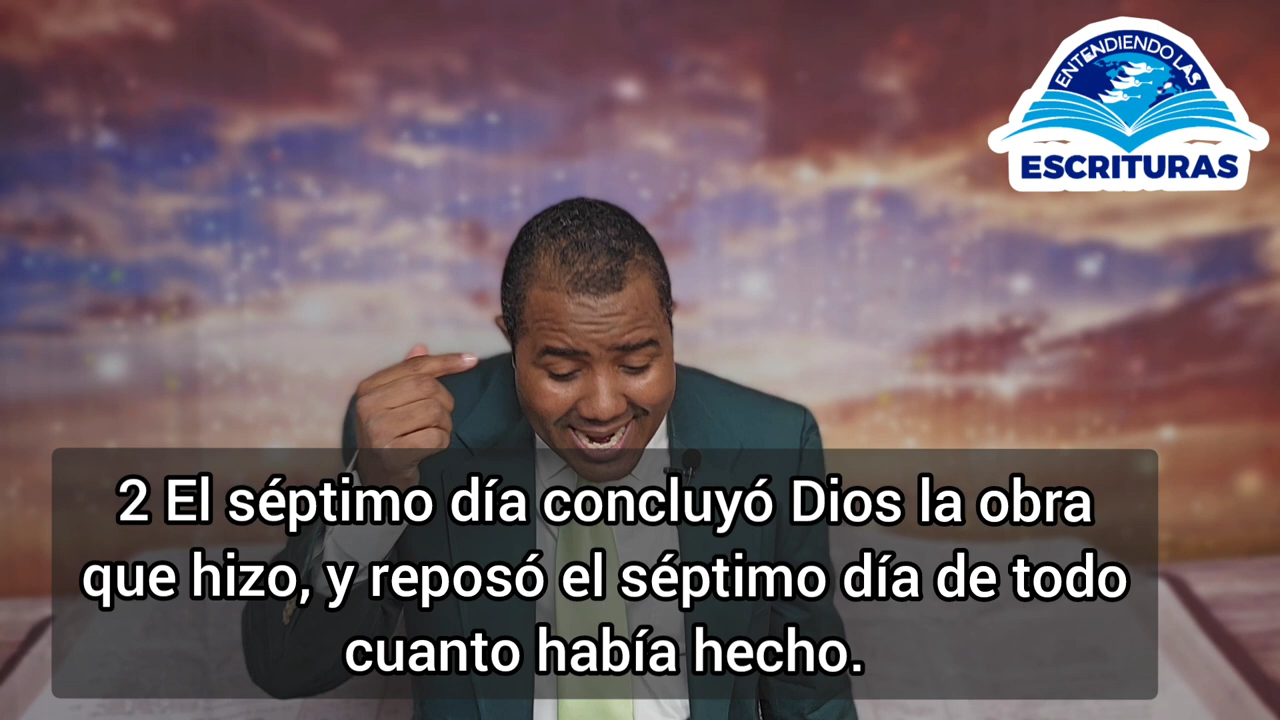 ENTENDIENDO LAS
ESCRITURAS
2 El séptimo día concluyó Dios la obra
que hizo, y reposó el séptimo día de todo
cuanto había hecho.